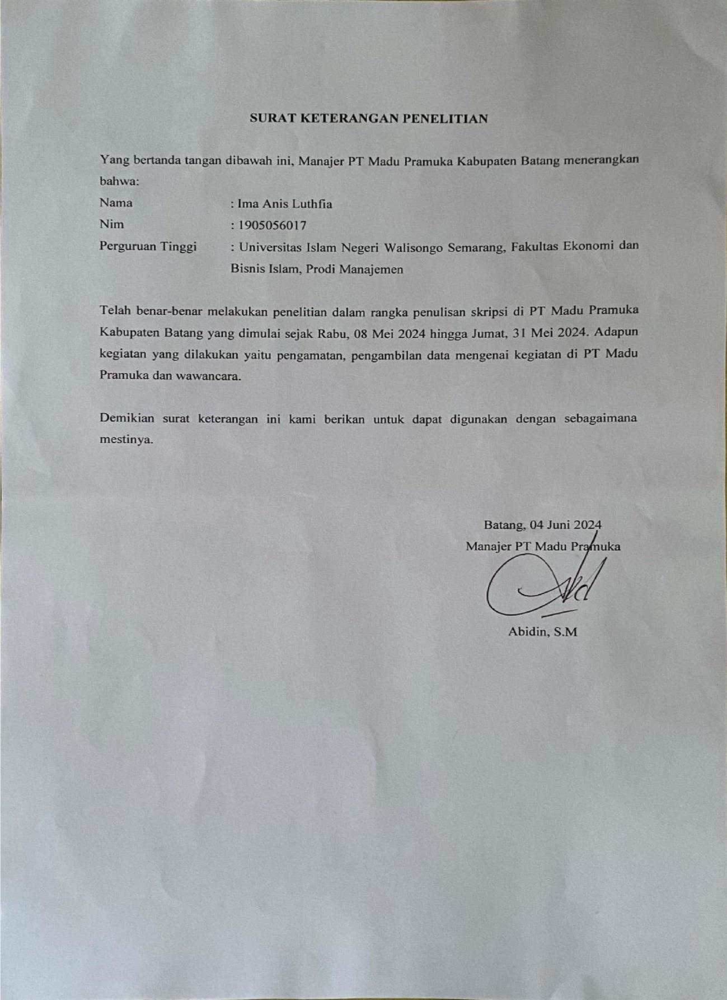 SURAT KETERANGAN PENELITIAN
Yang bertanda tangan dibawah ini, Manajer PT Madu Pramuka Kabupaten Batang menerangkan
bahwa:
Nama : Ima Anis Luthfia
Nim : 1905056017
Perguruan Tinggi : Universitas Islam Negeri Walisongo Semarang, Fakultas Ekonomi dan
Bisnis Islam, Prodi Manajemen
Telah benar-benar melakukan penelitian dalam rangka penulisan skripsi di PT Madu Pramuka
Kabupaten Batang yang dimulai sejak Rabu, 08 Mei 2024 hingga Jumat, 31 Mei 2024. Adapun
kegiatan yang dilakukan yaitu pengamatan, pengambilan data mengenai kegiatan di PT Madu
Pramuka dan wawancara.
Demikian surat keterangan ini kami berikan untuk dapat digunakan dengan sebagaimana
mestinya.
Batang, 04 Juni 2024
Manajer PT Madu Pramuka
Abidin, S.M